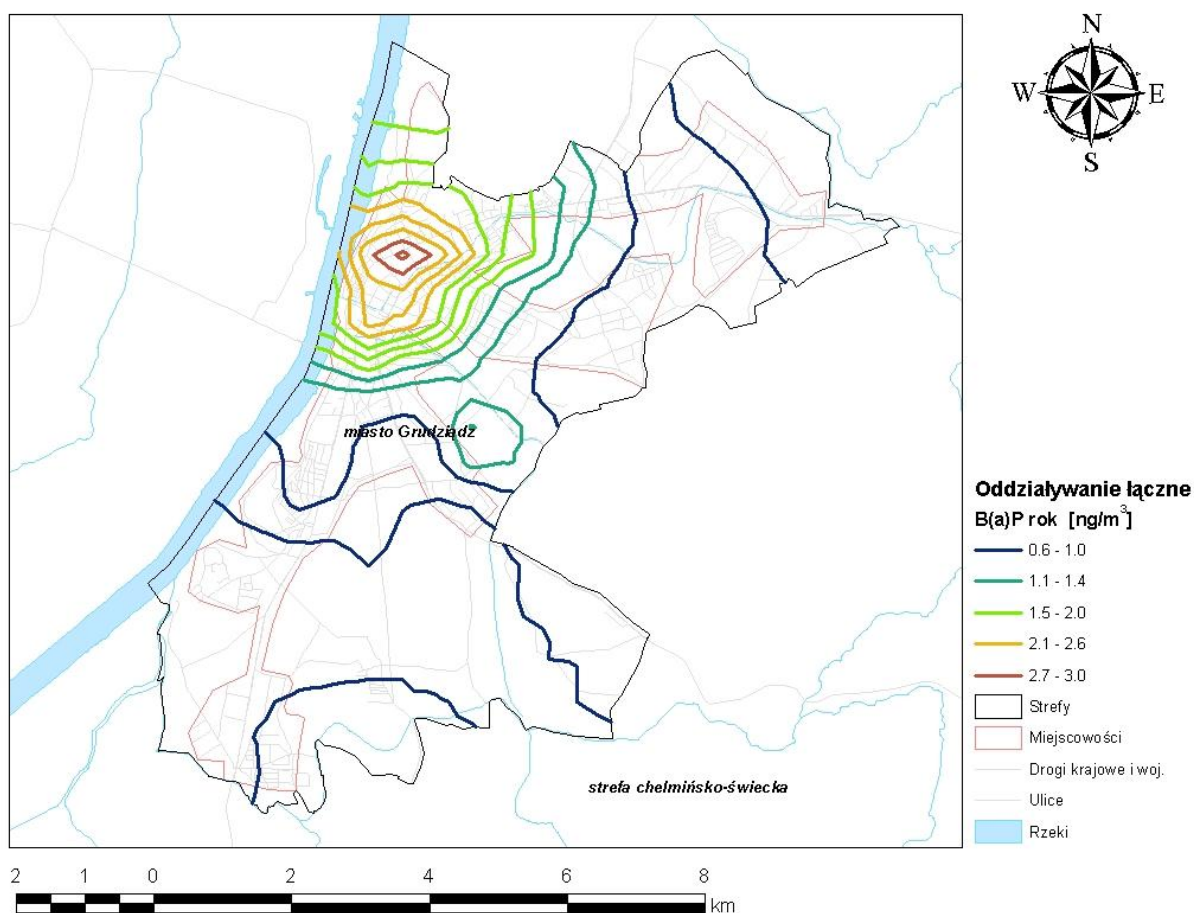 N
W
E
S
miasto Grudziądz
strefa chełmińsko-świecka
Oddziaływanie łączne
B(a)P rok [ng/m³]
0.6 - 1.0
1.1 - 1.4
1.5 - 2.0
2.1 - 2.6
2.7 - 3.0
Strefy
Miejscowości
Drogi krajowe i woj.
Ulice
Rzeki
2 1 0 2 4 6 8
km